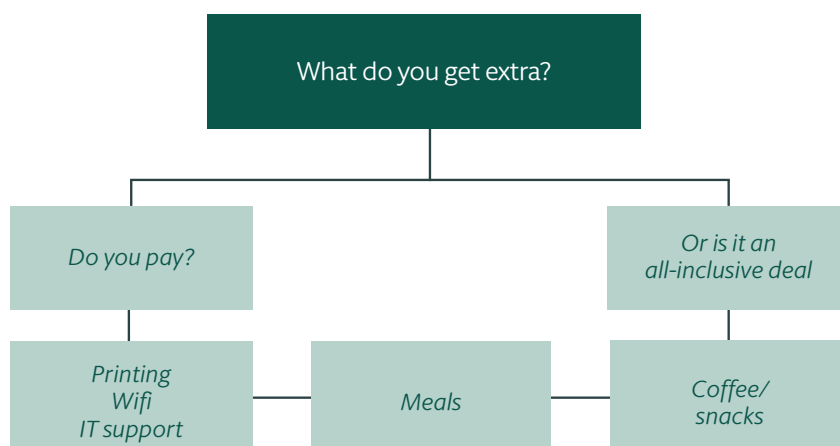 What do you get extra?
Do you pay?
Or is it an
all-inclusive deal
Printing
Wifi
IT support
Meals
Coffee/
snacks